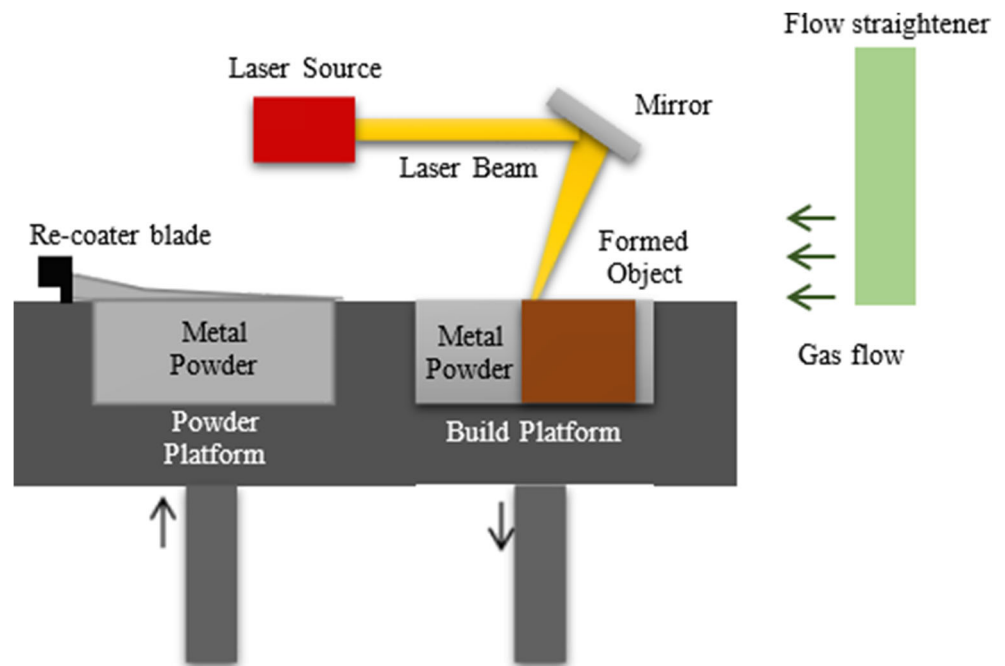 Flow straightener
Laser Source
Mirror
Laser Beam
Re-coater blade
Formed
Object
Metal
Powder
Metal
Powder
Gas flow
Powder
Platform
Build Platform